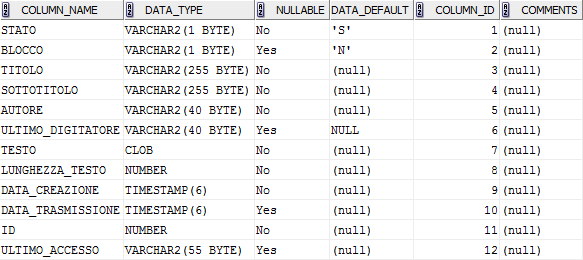 COLUMN_NAME DATA_TYPE NULLABLE DATA_DEFAULT COLUMN_ID COMMENTS
STATO VARCHAR2(1 BYTE) No 'S' 1 (null)
BLOCCO VARCHAR2(1 BYTE) Yes 'N' 2 (null)
TITOLO VARCHAR2(255 BYTE) No (null) 3 (null)
SOTTOTITOLO VARCHAR2(255 BYTE) No (null) 4 (null)
AUTORE VARCHAR2(40 BYTE) No (null) 5 (null)
ULTIMO_DIGITATORE VARCHAR2(40 BYTE) Yes NULL 6 (null)
TESTO CLOB No (null) 7 (null)
LUNGHEZZA_TESTO NUMBER No (null) 8 (null)
DATA_CREAZIONE TIMESTAMP(6) No (null) 9 (null)
DATA_TRASMISSIONE TIMESTAMP(6) Yes (null) 10 (null)
ID NUMBER No (null) 11 (null)
ULTIMO_ACCESSO VARCHAR2(55 BYTE) Yes (null) 12 (null)